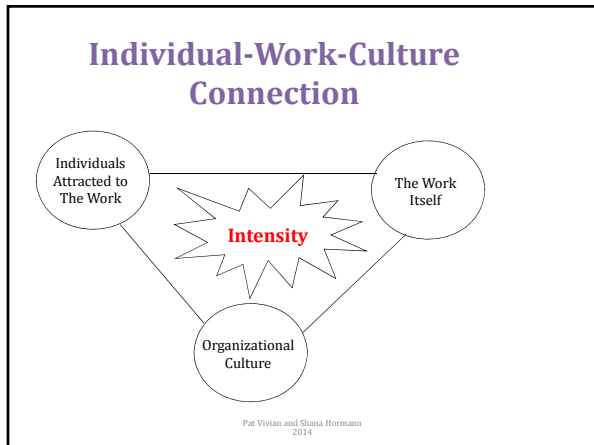 Individual-Work-Culture
Connection
Individuals
Attracted to
The Work
The Work
Itself
Intensity
Organizational
Culture
Pat Vivian and Shana Hormann
2014